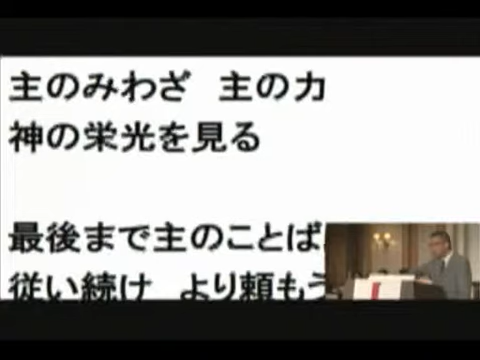 主のみわざ　主の力
神の栄光を見る
最後まで主のことば
従い続け　より頼もう